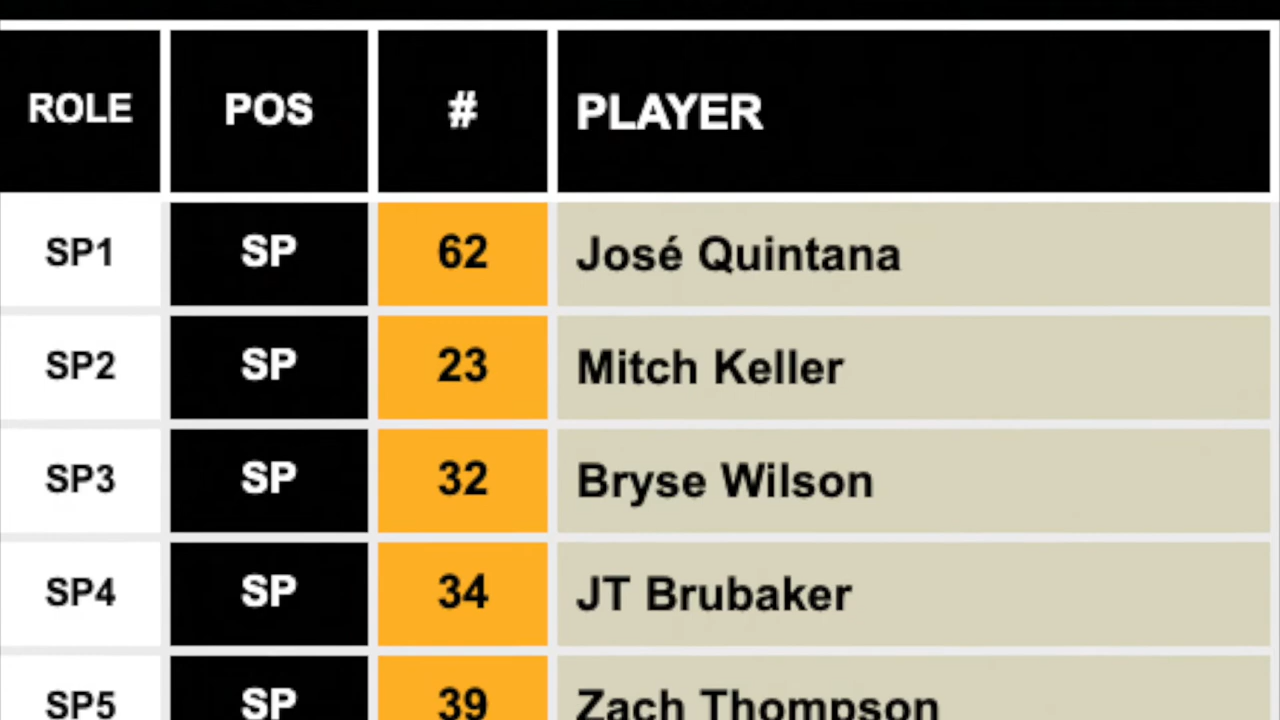 ROLE POS # PLAYER
SP1 SP 62 José Quintana
SP2 SP 23 Mitch Keller
SP3 SP 32 Bryse Wilson
SP4 SP 34 JT Brubaker
SP5 SP 39 Zach Thompson